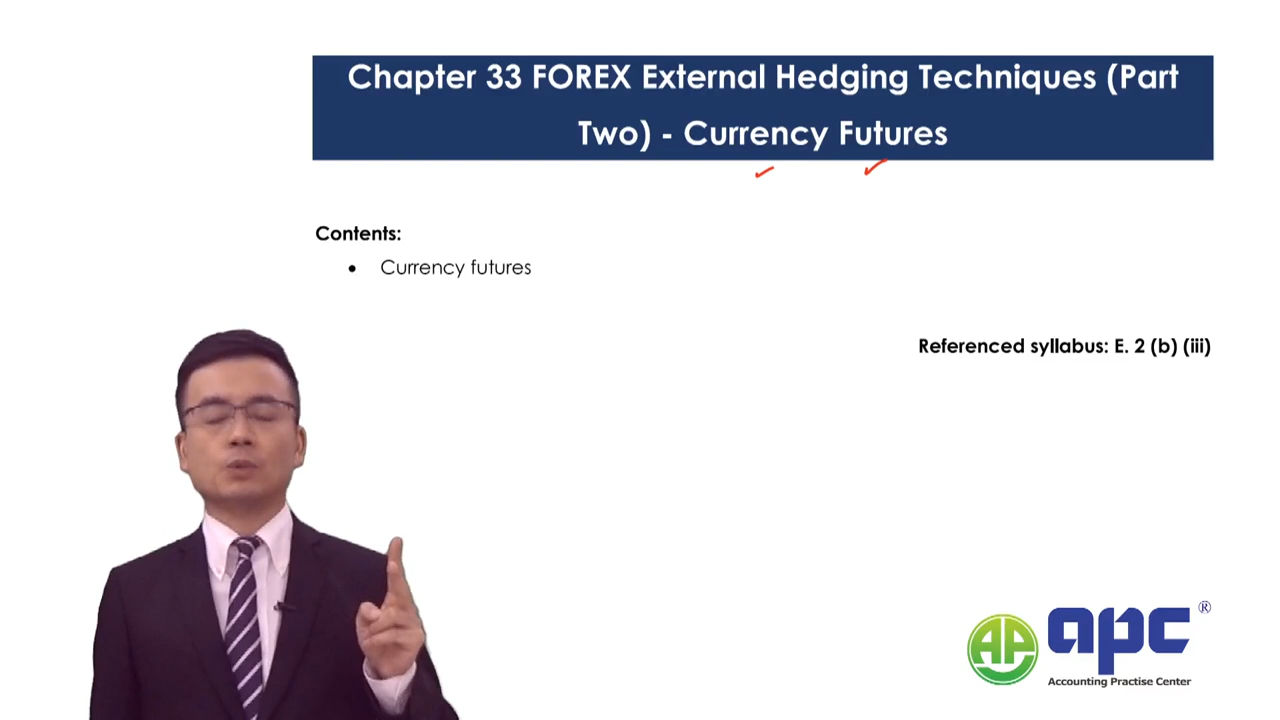 Chapter 33 FOREX External Hedging Techniques (Part
Two) - Currency Futures
Contents:
• Currency futures
Referenced syllabus: E. 2 (b) (iii)
AP
apc ®
Accounting Practise Center